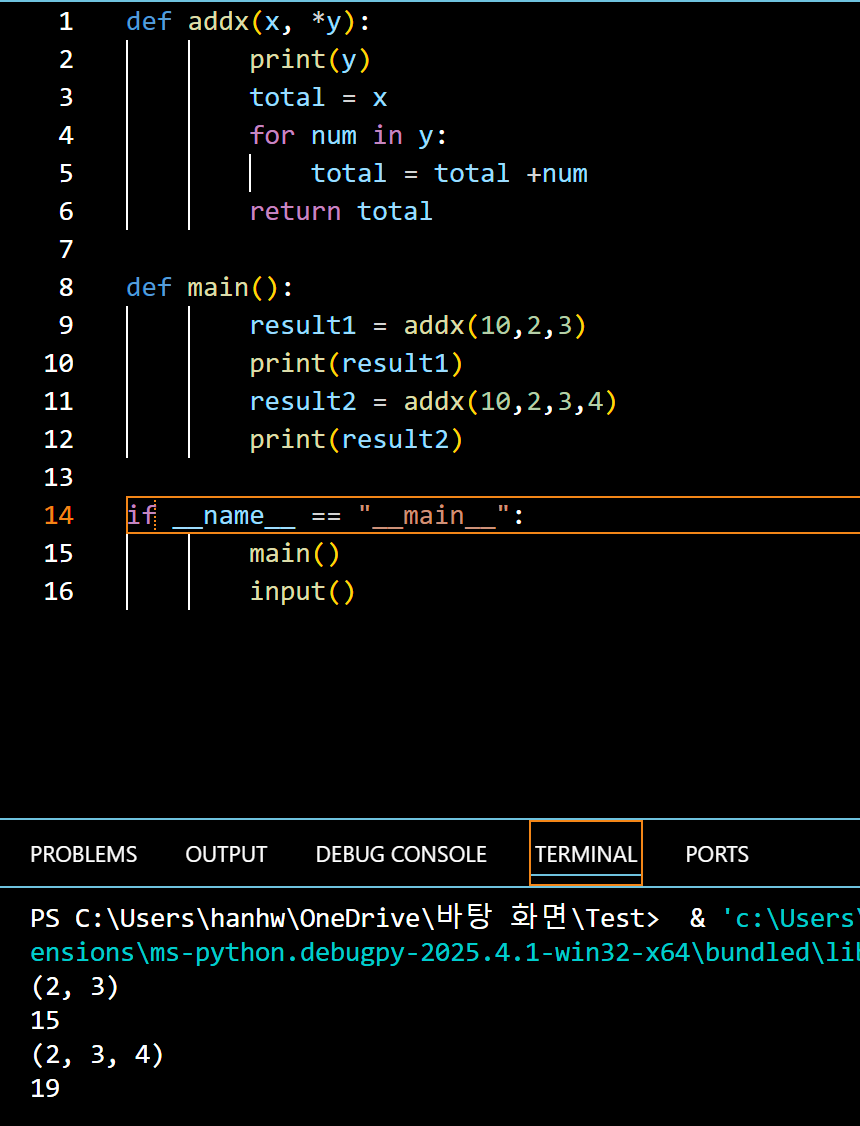 1 def addx(x, *y):
2         print(y)
3         total = x
4         for num in y:
5             total = total +num
6         return total
7
8 def main():
9         result1 = addx(10,2,3)
10         print(result1)
11         result2 = addx(10,2,3,4)
12         print(result2)
13
14 if __name__ == "__main__":
15         main()
16         input()
PROBLEMS OUTPUT DEBUG CONSOLE TERMINAL PORTS
PS C:\Users\hanhw\OneDrive\바탕 화면\Test>  & 'c:\Users\
ensions\ms-python.debugpy-2025.4.1-win32-x64\bundled\lib
(2, 3)
15
(2, 3, 4)
19